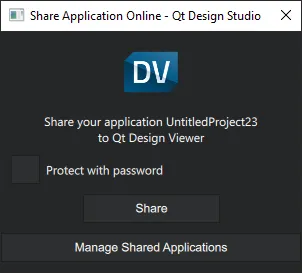 Share Application Online - Qt Design Studio
DV
Share your application UntitledProject23
to Qt Design Viewer
Protect with password
Share
Manage Shared Applications